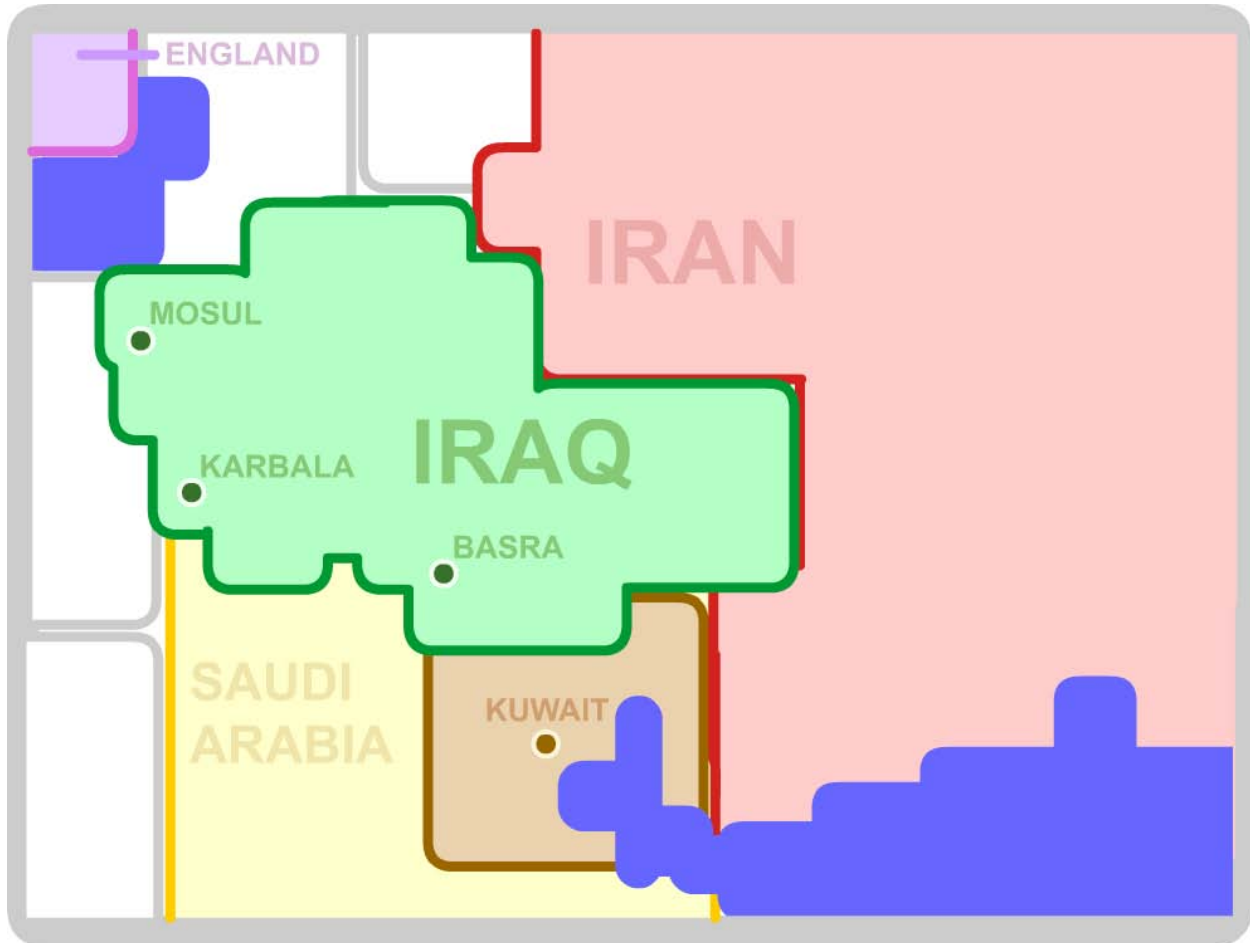 ENGLAND
IRAN
MOSUL
IRAQ
KARBALA
BASRA
SAUDI
ARABIA
KUWAIT